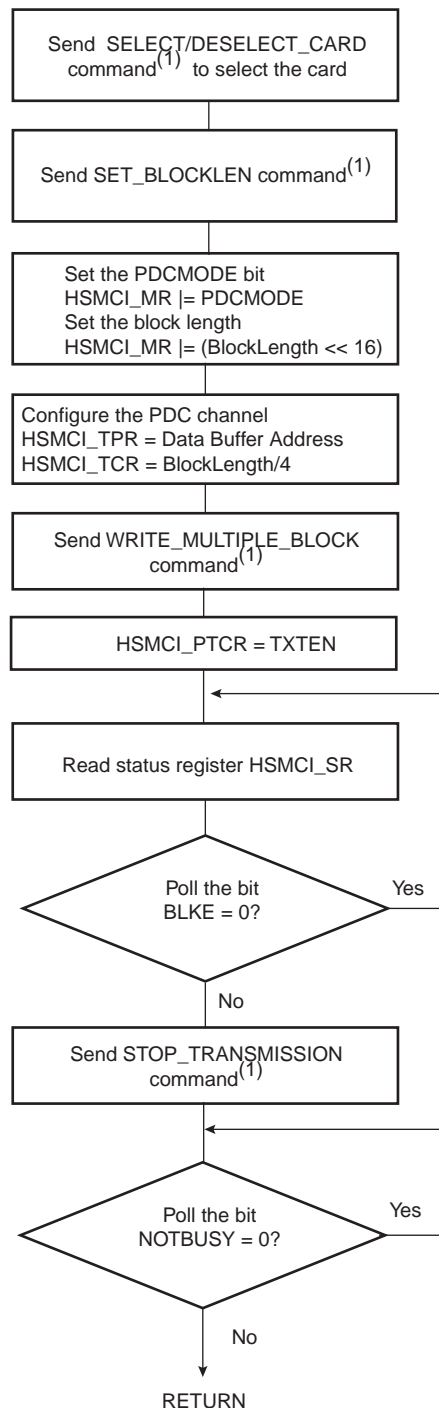 Send SELECT/DESELECT_CARD
command(1) to select the card
Send SET_BLOCKLEN command(1)
Set the PDCMODE bit
HSMCI_MR |= PDCMODE
Set the block length
HSMCI_MR |= (BlockLength << 16)
Configure the PDC channel
HSMCI_TPR = Data Buffer Address
HSMCI_TCR = BlockLength/4
Send WRITE_MULTIPLE_BLOCK
command(1)
HSMCI_PTCR = TXTEN
Read status register HSMCI_SR
Poll the bit
BLKE = 0?
Yes
No
Send STOP_TRANSMISSION
command(1)
Poll the bit
NOTBUSY = 0?
Yes
No
RETURN